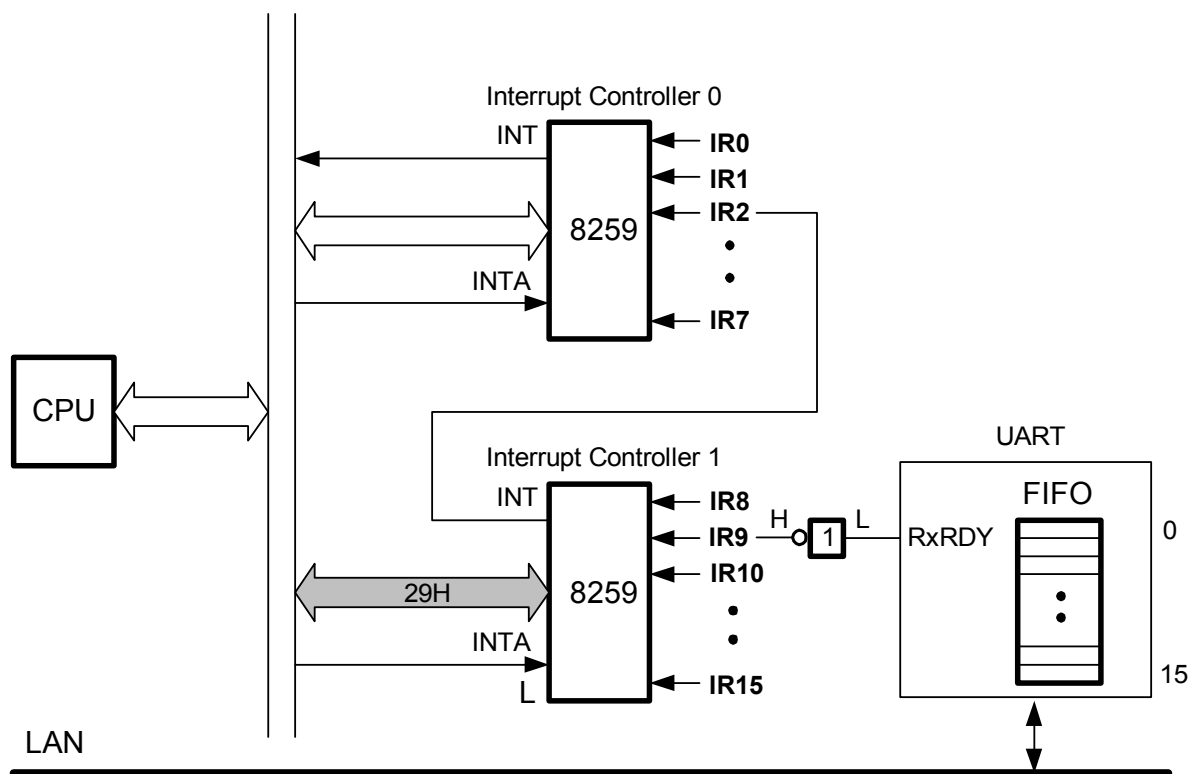 Interrupt Controller 0
INT
IR0
IR1
8259
IR2
INTA
IR7
CPU
UART
Interrupt Controller 1
INT
IR8
FIFO
IR9
H
1
L
RxRDY
0
29H
8259
IR10
INTA
L
IR15
15
LAN